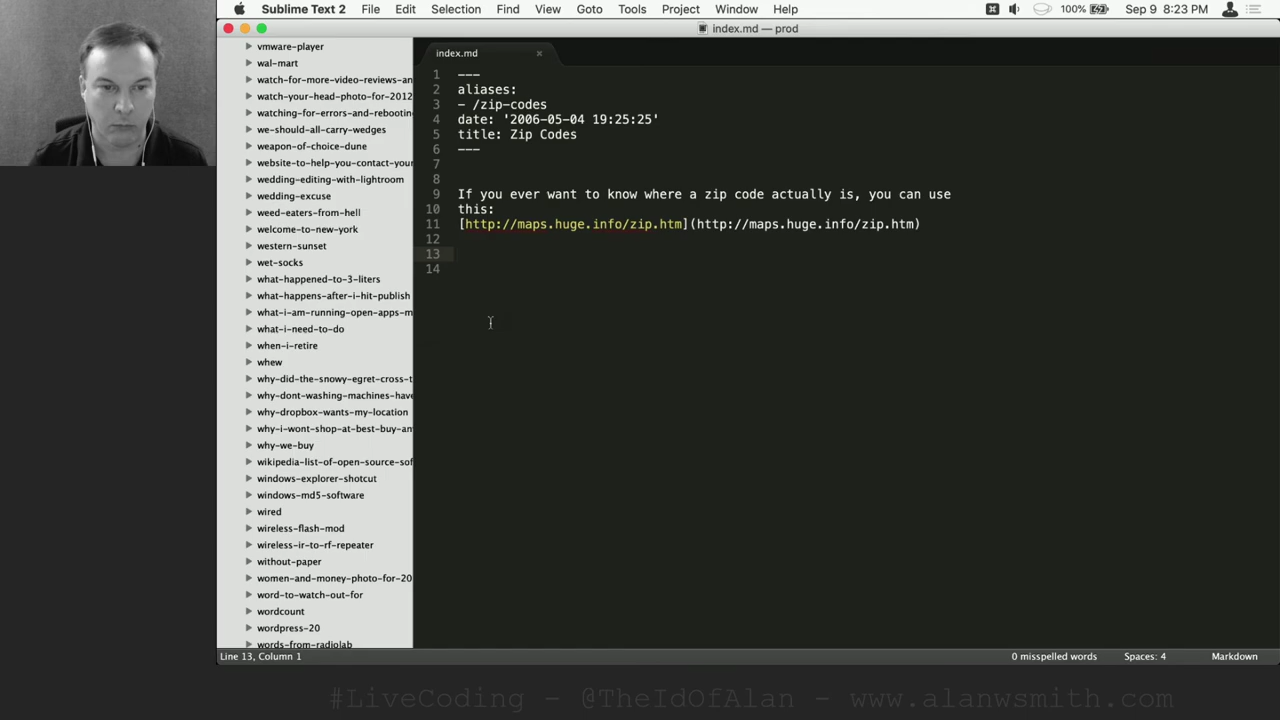 Sublime Text 2 File Edit Selection Find View Goto Tools Project Window Help 100% Sep 9 8:23 PM
index.md — prod
index.md
vmware-player
wal-mart
watch-for-more-video-reviews-an
watch-your-head-photo-for-2012
watching-for-errors-and-rebooting
we-should-all-carry-wedges
weapon-of-choice-dune
website-to-help-you-contact-your
wedding-editing-with-lightroom
wedding-excuse
weed-eaters-from-hell
welcome-to-new-york
western-sunset
wet-socks
what-happened-to-3-liters
what-happens-after-i-hit-publish
what-i-am-running-open-apps-m
what-i-need-to-do
when-i-retire
whew
why-did-the-snowy-egret-cross-t
why-dont-washing-machines-have
why-dropbox-wants-my-location
why-i-wont-shop-at-best-buy-an
why-we-buy
wikipedia-list-of-open-source-sof
windows-explorer-shotcut
windows-md5-software
wired
wireless-flash-mod
wireless-ir-to-rf-repeater
without-paper
women-and-money-photo-for-20
word-to-watch-out-for
wordcount
wordpress-20
words-from-radiolab
1 ---
2 aliases:
3 - /zip-codes
4 date: '2006-05-04 19:25:25'
5 title: Zip Codes
6 ---
7
8
9 If you ever want to know where a zip code actually is, you can use
10 this:
11 [http://maps.huge.info/zip.htm](http://maps.huge.info/zip.htm)
12
13
14
Line 13, Column 1 0 misspelled words Spaces: 4 Markdown
#LiveCoding - @TheIdOfAlan - www.alanwsmith.com